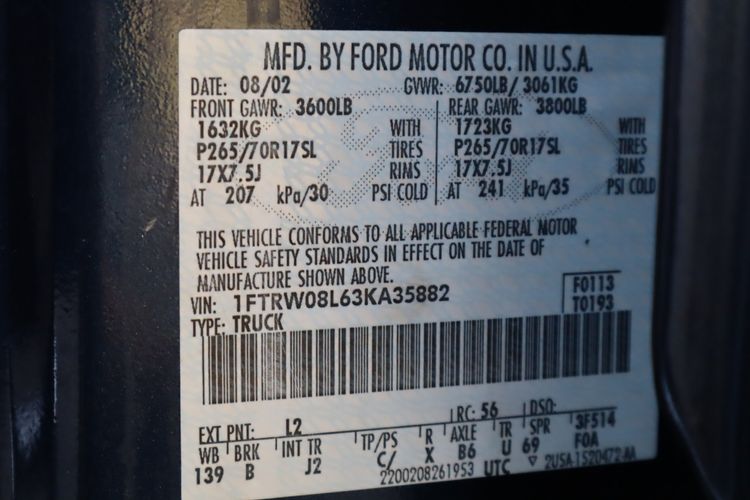 MFD. BY FORD MOTOR CO. IN U.S.A.
DATE: 08/02 GVWR: 6750LB/ 3061KG
FRONT GAWR: 3600LB REAR GAWR: 3800LB
1632KG WITH 1723KG WITH
P265/70R17SL TIRES P265/70R17SL TIRES
17X7.5J RIMS 17X7.5J RIMS
AT 207 kPa/30 PSI COLD AT 241 kPa/35 PSI COLD
THIS VEHICLE CONFORMS TO ALL APPLICABLE FEDERAL MOTOR
VEHICLE SAFETY STANDARDS IN EFFECT ON THE DATE OF
MANUFACTURE SHOWN ABOVE.
VIN: 1FTRW08L63KA35882 F0113
TYPE: TRUCK T0193
EXT PNT: L2 RC: 56 DSO:
WB BRK INT TR TP/PS R AXLE TR SPR 3F514
139 B J2 C/ X B6 U 69 F0A
2200208261953 UTC ▽ 2USA-1520472-AA